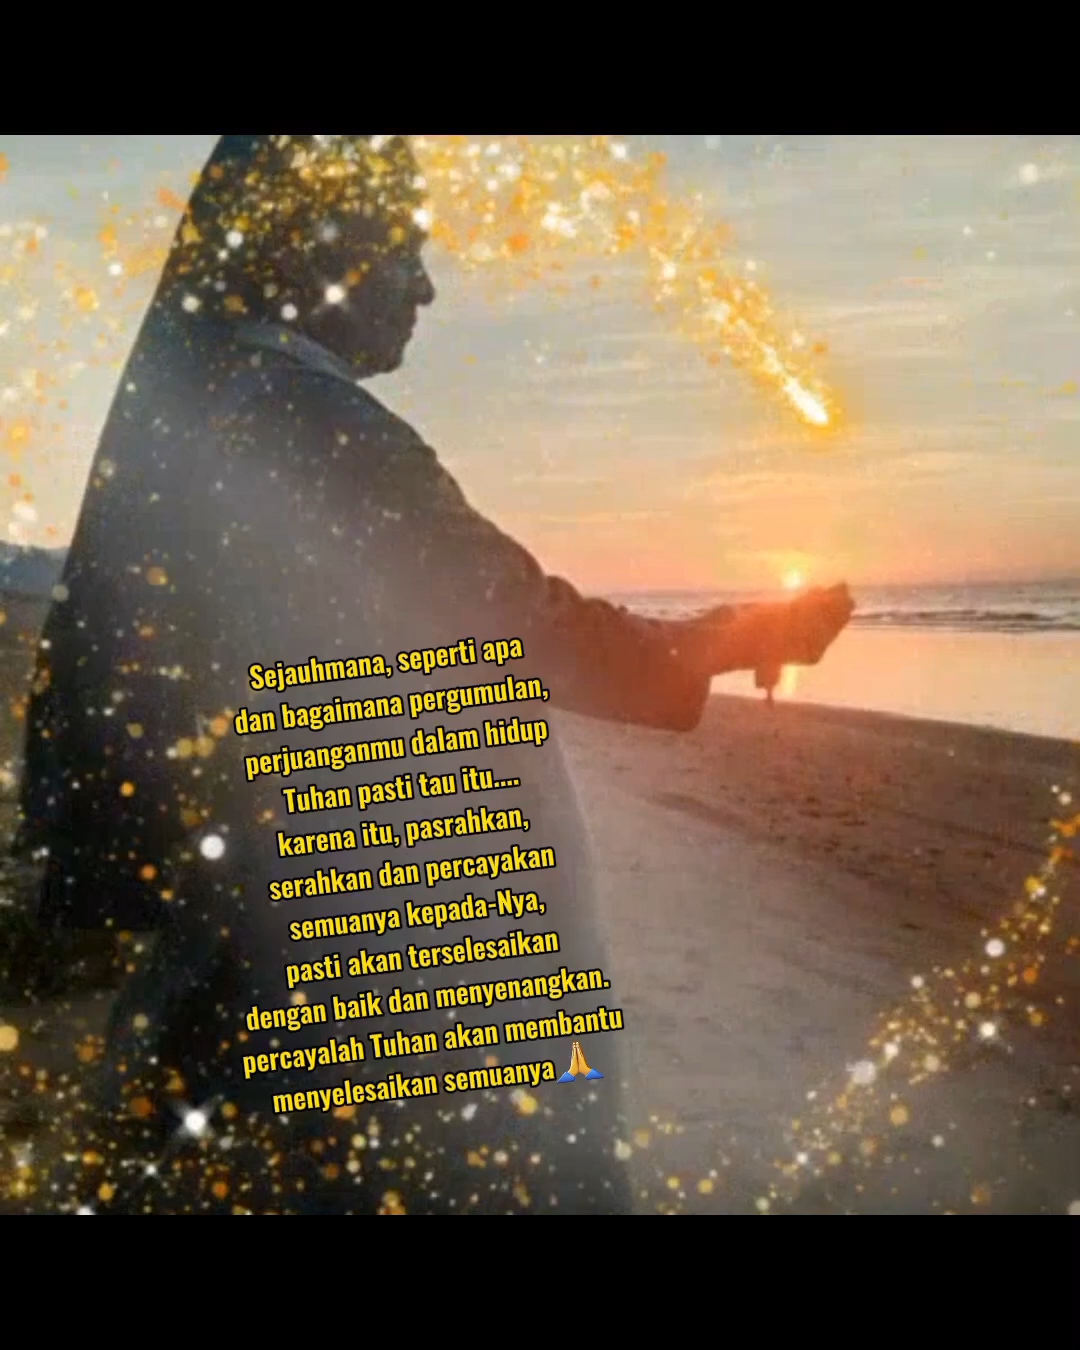 Sejauhmana, seperti apa
dan bagaimana pergumulan,
perjuanganmu dalam hidup
Tuhan pasti tau itu....
karena itu, pasrahkan,
serahkan dan percayakan
semuanya kepada-Nya,
pasti akan terselesaikan
dengan baik dan menyenangkan.
percayalah Tuhan akan membantu
menyelesaikan semuanya🙏